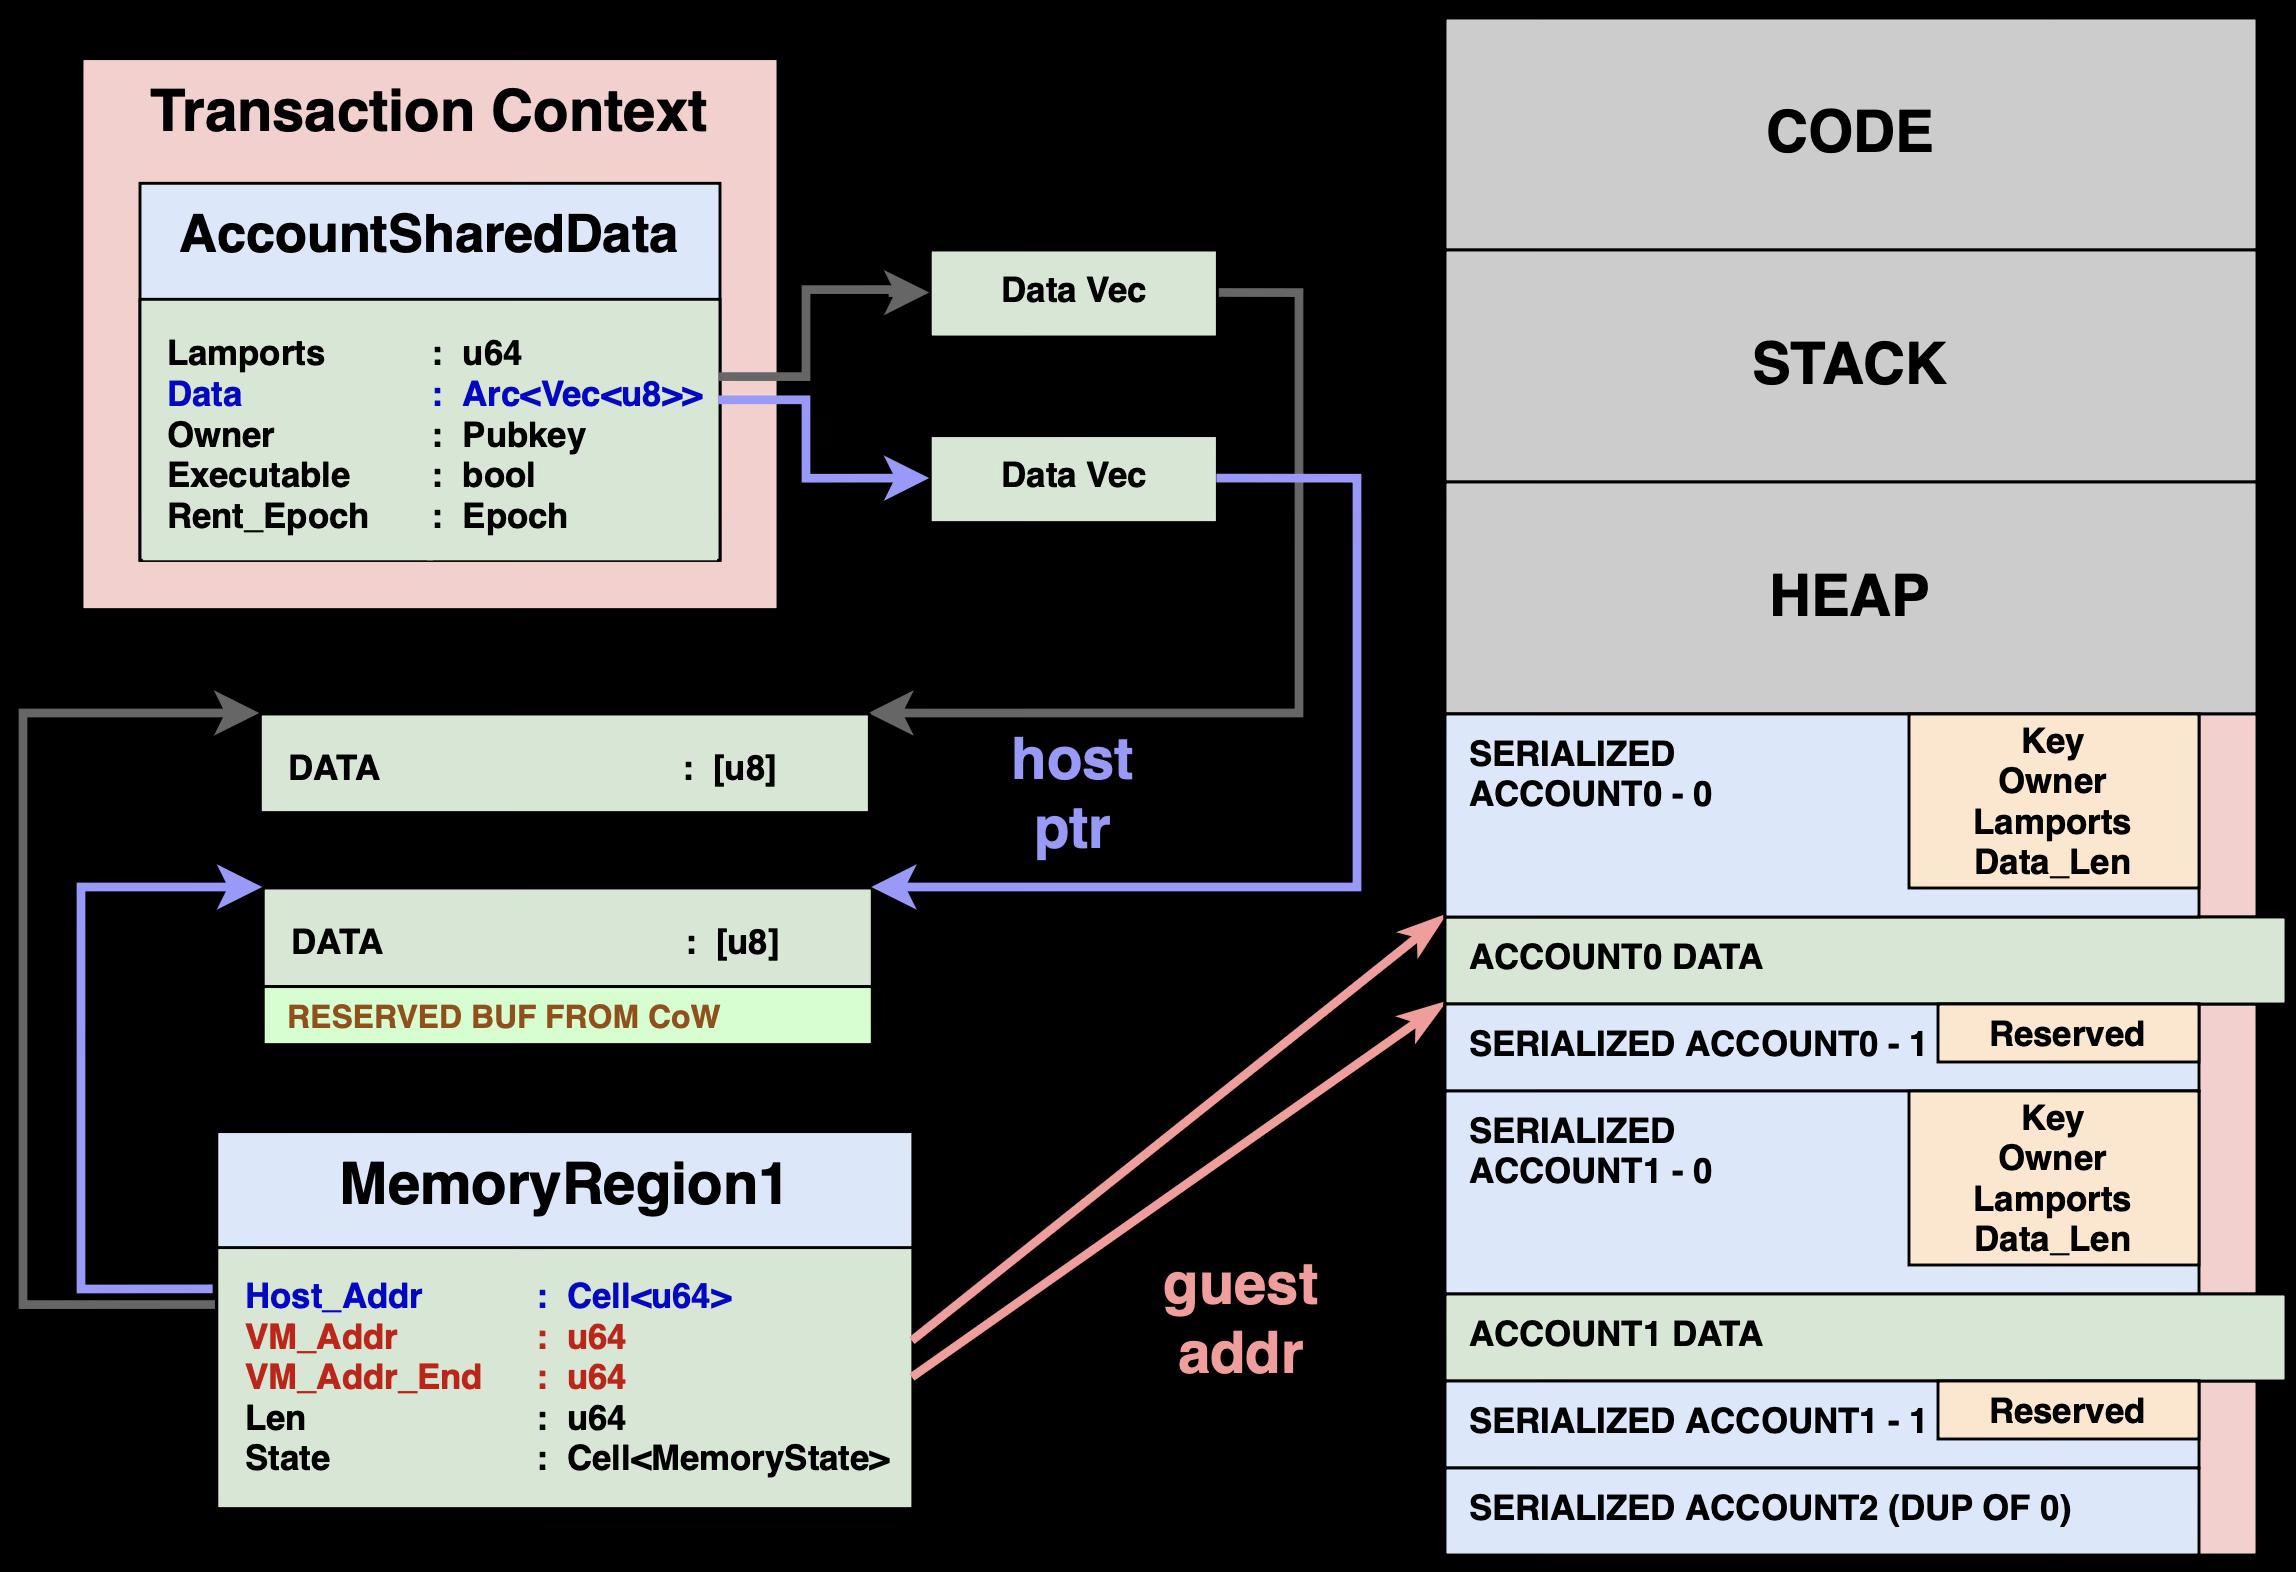 Transaction Context
AccountSharedData
Lamports : u64
Data : Arc<Vec<u8>>
Owner : Pubkey
Executable : bool
Rent_Epoch : Epoch
Data Vec
Data Vec
DATA : [u8]
host
ptr
DATA : [u8]
RESERVED BUF FROM CoW
MemoryRegion1
Host_Addr : Cell<u64>
VM_Addr : u64
VM_Addr_End : u64
Len : u64
State : Cell<MemoryState>
guest
addr
CODE
STACK
HEAP
SERIALIZED
ACCOUNT0 - 0
Key
Owner
Lamports
Data_Len
ACCOUNT0 DATA
SERIALIZED ACCOUNT0 - 1
Reserved
SERIALIZED
ACCOUNT1 - 0
Key
Owner
Lamports
Data_Len
ACCOUNT1 DATA
SERIALIZED ACCOUNT1 - 1
Reserved
SERIALIZED ACCOUNT2 (DUP OF 0)